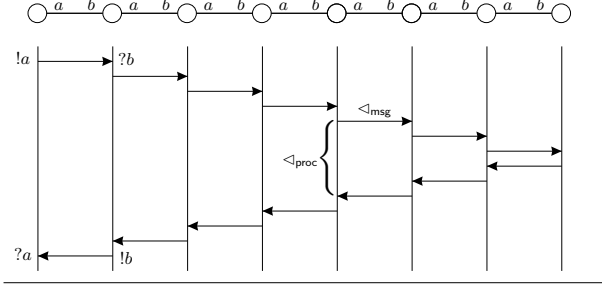 a b a b a b a b a b a b a b
!a ?b
◁msg
◁proc
?a !b